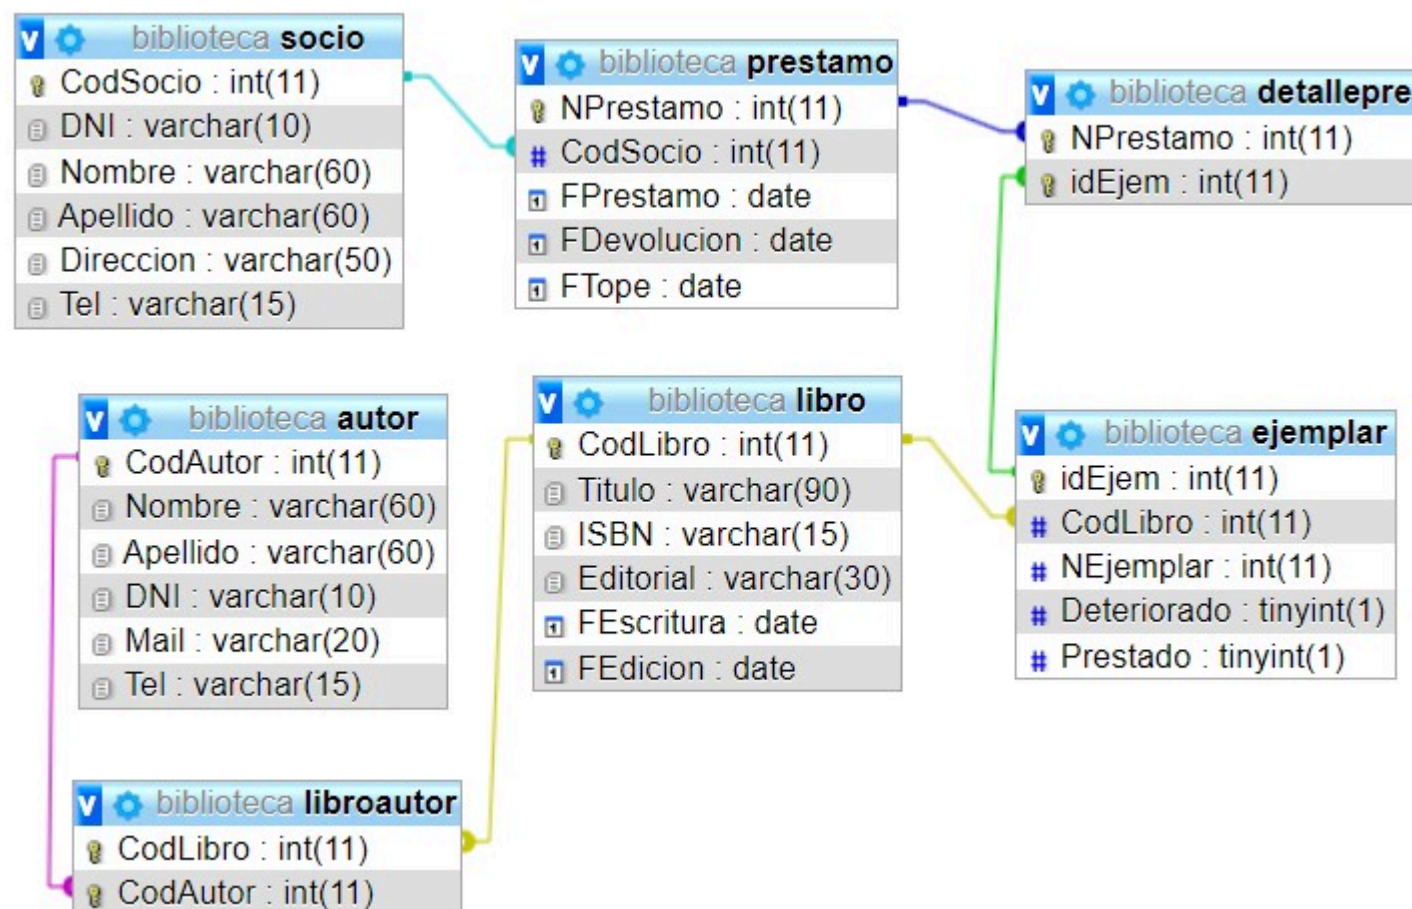 biblioteca socio
CodSocio : int(11)
DNI : varchar(10)
Nombre : varchar(60)
Apellido : varchar(60)
Direccion : varchar(50)
Tel : varchar(15)
biblioteca prestamo
NPrestamo : int(11)
CodSocio : int(11)
FPrestamo : date
FDevolucion : date
FTope : date
biblioteca detallepre
NPrestamo : int(11)
idEjem : int(11)
biblioteca autor
CodAutor : int(11)
Nombre : varchar(60)
Apellido : varchar(60)
DNI : varchar(10)
Mail : varchar(20)
Tel : varchar(15)
biblioteca libro
CodLibro : int(11)
Titulo : varchar(90)
ISBN : varchar(15)
Editorial : varchar(30)
FEscritura : date
FEdicion : date
biblioteca ejemplar
idEjem : int(11)
CodLibro : int(11)
NEjemplar : int(11)
Deteriorado : tinyint(1)
Prestado : tinyint(1)
biblioteca libroautor
CodLibro : int(11)
CodAutor : int(11)